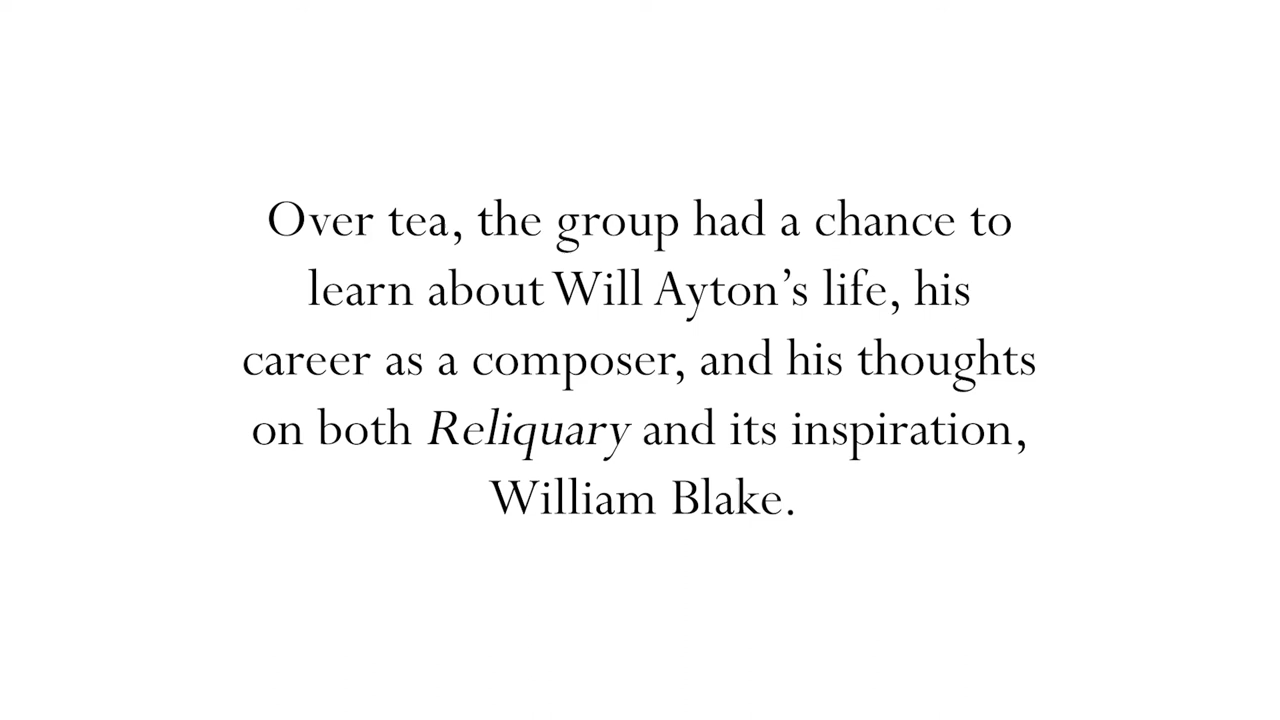 Over tea, the group had a chance to
learn about Will Ayton’s life, his
career as a composer, and his thoughts
on both Reliquary and its inspiration,
William Blake.